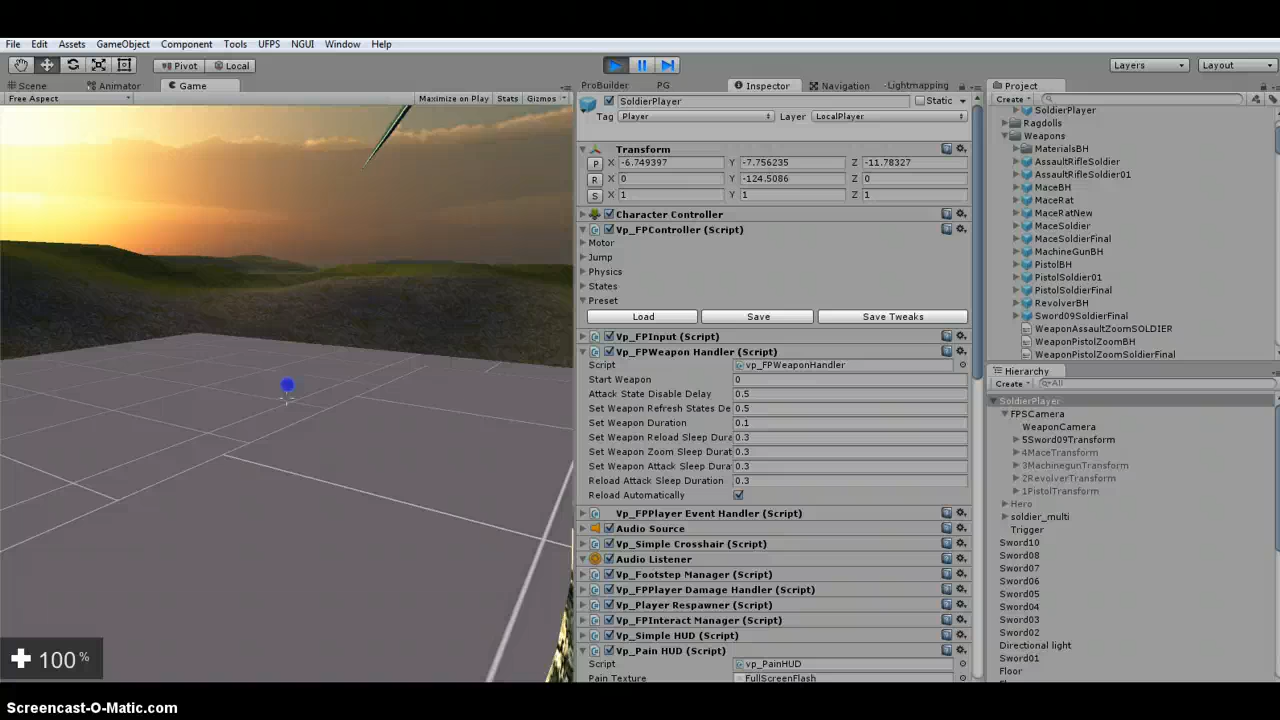 File Edit Assets GameObject Component Tools UFPS NGUI Window Help
Pivot Local Layers Layout
Scene Animator Game
Free Aspect Maximize on Play Stats Gizmos
ProBuilder PG Inspector Navigation Lightmapping
SoldierPlayer Static
Tag Player Layer LocalPlayer
Transform
P X -6.749397 Y -7.756235 Z -11.78327
R X 0 Y -124.5086 Z 0
S X 1 Y 1 Z 1
Character Controller
Vp_FPController (Script)
Motor
Jump
Physics
States
Preset
Load Save Save Tweaks
Vp_FPInput (Script)
Vp_FPWeapon Handler (Script)
Script vp_FPWeaponHandler
Start Weapon 0
Attack State Disable Delay 0.5
Set Weapon Refresh States De 0.5
Set Weapon Duration 0.1
Set Weapon Reload Sleep Dura 0.3
Set Weapon Zoom Sleep Durat 0.3
Set Weapon Attack Sleep Dura 0.3
Reload Attack Sleep Duration 0.3
Reload Automatically
Vp_FPPlayer Event Handler (Script)
Audio Source
Vp_Simple Crosshair (Script)
Audio Listener
Vp_Footstep Manager (Script)
Vp_FPPlayer Damage Handler (Script)
Vp_Player Respawner (Script)
Vp_FPInteract Manager (Script)
Vp_Simple HUD (Script)
Vp_Pain HUD (Script)
Script vp_PainHUD
Pain Texture FullScreenFlash
Project
Create
SoldierPlayer
Ragdolls
Weapons
MaterialsBH
AssaultRifleSoldier
AssaultRifleSoldier01
MaceBH
MaceRat
MaceRatNew
MaceSoldier
MaceSoldierFinal
MachineGunBH
PistolBH
PistolSoldier01
PistolSoldierFinal
RevolverBH
Sword09SoldierFinal
WeaponAssaultZoomSOLDIER
WeaponPistolZoomBH
WeaponPistolZoomSoldierFinal
Hierarchy
Create All
SoldierPlayer
FPSCamera
WeaponCamera
5Sword09Transform
4MaceTransform
3MachinegunTransform
2RevolverTransform
1PistolTransform
Hero
soldier_multi
Trigger
Sword10
Sword08
Sword07
Sword06
Sword05
Sword04
Sword03
Sword02
Directional light
Sword01
Floor
100%
Screencast-O-Matic.com